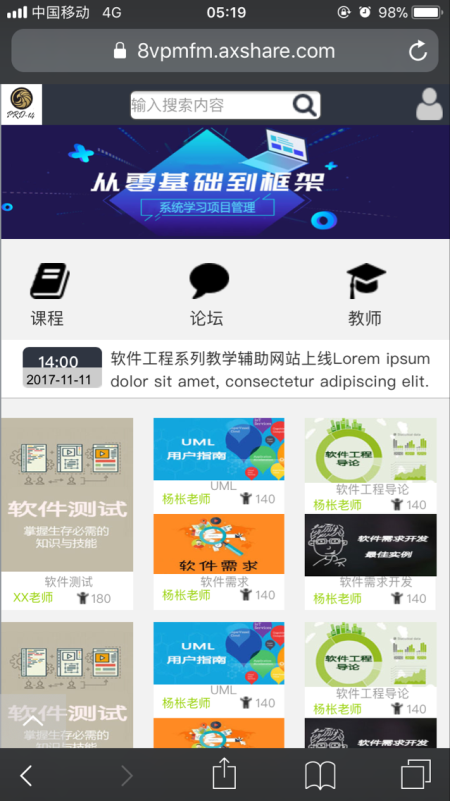 中国移动 4G 05:19 98%
8vpmfm.axshare.com
PRD-14
输入搜索内容
从零基础到框架
系统学习项目管理
课程 论坛 教师
14:00
2017-11-11
软件工程系列教学辅助网站上线Lorem ipsum
dolor sit amet, consectetur adipiscing elit.
软件测试
掌握生存必需的
知识与技能
软件测试
XX老师 180
UML
用户指南
UML
杨枨老师 140
软件工程
导论
软件工程导论
杨枨老师 140
软件需求
软件需求
杨枨老师 140
软件需求开发
最佳实例
软件需求开发
杨枨老师 140
软件测试
掌握生存必需的
知识与技能
UML
用户指南
UML
杨枨老师 140
软件工程
导论
软件工程导论
杨枨老师 140
软件需求开发